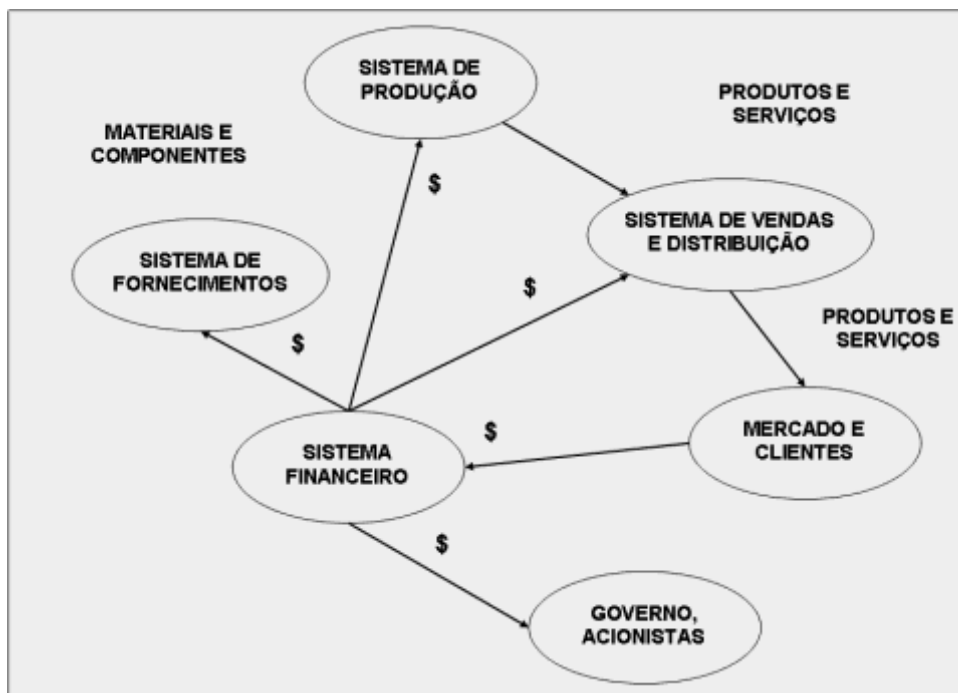 SISTEMA DE
PRODUÇÃO
PRODUTOS E
SERVIÇOS
MATERIAIS E
COMPONENTES
$
SISTEMA DE VENDAS
E DISTRIBUIÇÃO
SISTEMA DE
FORNECIMENTOS
$
PRODUTOS E
SERVIÇOS
$
MERCADO E
CLIENTES
$
SISTEMA
FINANCEIRO
$
GOVERNO,
ACIONISTAS